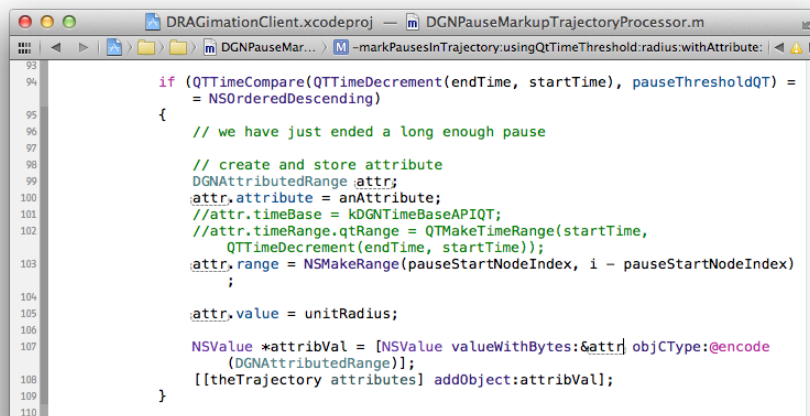 DRAGimationClient.xcodeproj — DGNPauseMarkupTrajectoryProcessor.m
DGNPauseMar... M -markPausesInTrajectory:usingQtTimeThreshold:radius:withAttribute:
93
94 if (QTTimeCompare(QTTimeDecrement(endTime, startTime), pauseThresholdQT) =
= NSOrderedDescending)
95 {
96 // we have just ended a long enough pause
97
98 // create and store attribute
99 DGNAttributedRange attr;
100 attr.attribute = anAttribute;
101 //attr.timeBase = kDGNTimeBaseAPIQT;
102 //attr.timeRange.qtRange = QTMakeTimeRange(startTime,
QTTimeDecrement(endTime, startTime));
103 attr.range = NSMakeRange(pauseStartNodeIndex, i - pauseStartNodeIndex)
;
104
105 attr.value = unitRadius;
106
107 NSValue *attribVal = [NSValue valueWithBytes:&attr objCType:@encode
(DGNAttributedRange)];
108 [[theTrajectory attributes] addObject:attribVal];
109 }
110